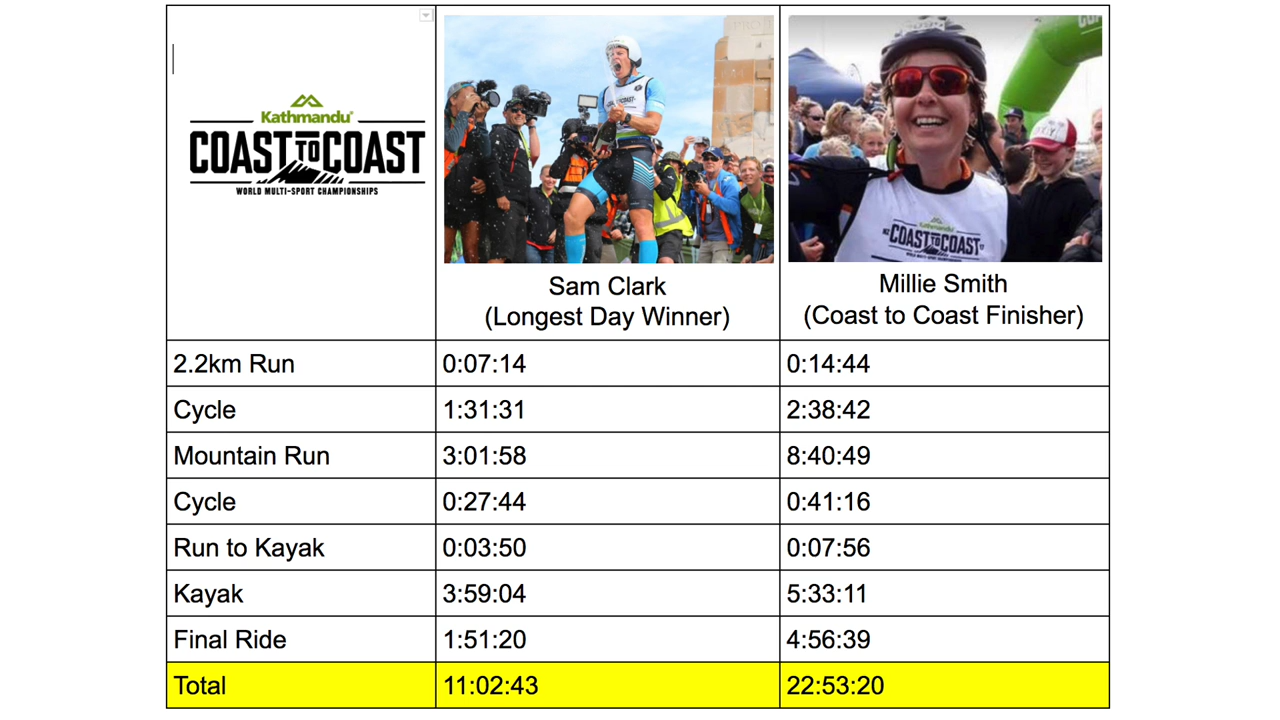 Kathmandu®
COAST TO COAST
WORLD MULTI-SPORT CHAMPIONSHIPS
Sam Clark
(Longest Day Winner)
Kathmandu
COAST TO COAST
Millie Smith
(Coast to Coast Finisher)
2.2km Run 0:07:14 0:14:44
Cycle 1:31:31 2:38:42
Mountain Run 3:01:58 8:40:49
Cycle 0:27:44 0:41:16
Run to Kayak 0:03:50 0:07:56
Kayak 3:59:04 5:33:11
Final Ride 1:51:20 4:56:39
Total 11:02:43 22:53:20